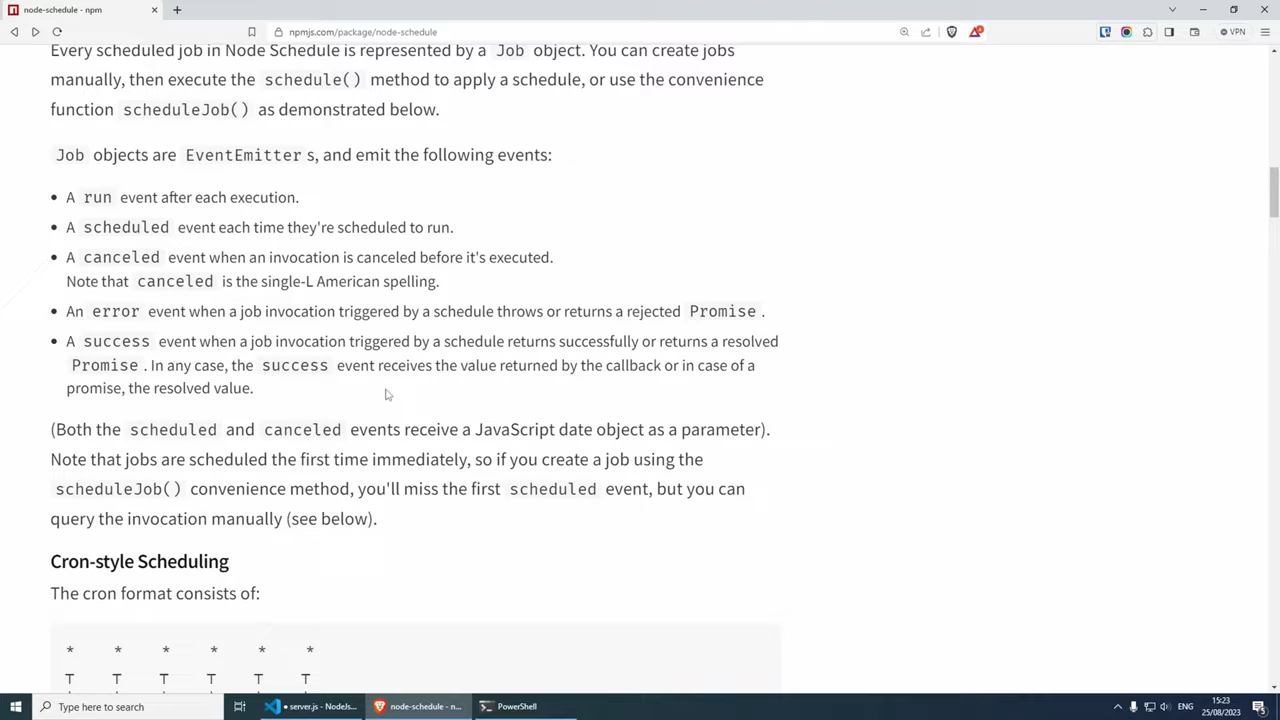 node-schedule - npm
npmjs.com/package/node-schedule
VPN
Every scheduled job in Node Schedule is represented by a Job object. You can create jobs
manually, then execute the schedule() method to apply a schedule, or use the convenience
function scheduleJob() as demonstrated below.
Job objects are EventEmitter s, and emit the following events:
• A run event after each execution.
• A scheduled event each time they're scheduled to run.
• A canceled event when an invocation is canceled before it's executed.
Note that canceled is the single-L American spelling.
• An error event when a job invocation triggered by a schedule throws or returns a rejected Promise .
• A success event when a job invocation triggered by a schedule returns successfully or returns a resolved
Promise . In any case, the success event receives the value returned by the callback or in case of a
promise, the resolved value.
(Both the scheduled and canceled events receive a JavaScript date object as a parameter).
Note that jobs are scheduled the first time immediately, so if you create a job using the
scheduleJob() convenience method, you'll miss the first scheduled event, but you can
query the invocation manually (see below).
Cron-style Scheduling
The cron format consists of:
* * * * * *
┬ ┬ ┬ ┬ ┬ ┬
Type here to search
● server.js - NodeJs...
node-schedule - n...
PowerShell
ENG
15:23
25/08/2023
5